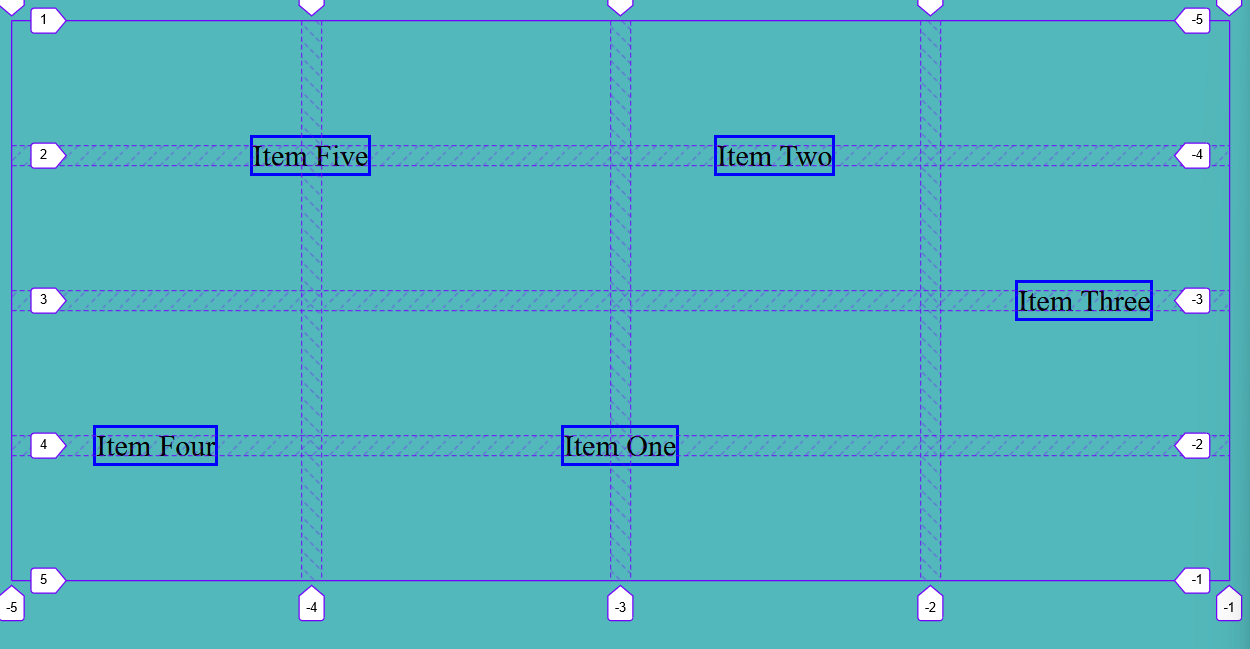 1 -5
2 Item Five Item Two -4
3 Item Three -3
4 Item Four Item One -2
5 -1
-5 -4 -3 -2 -1